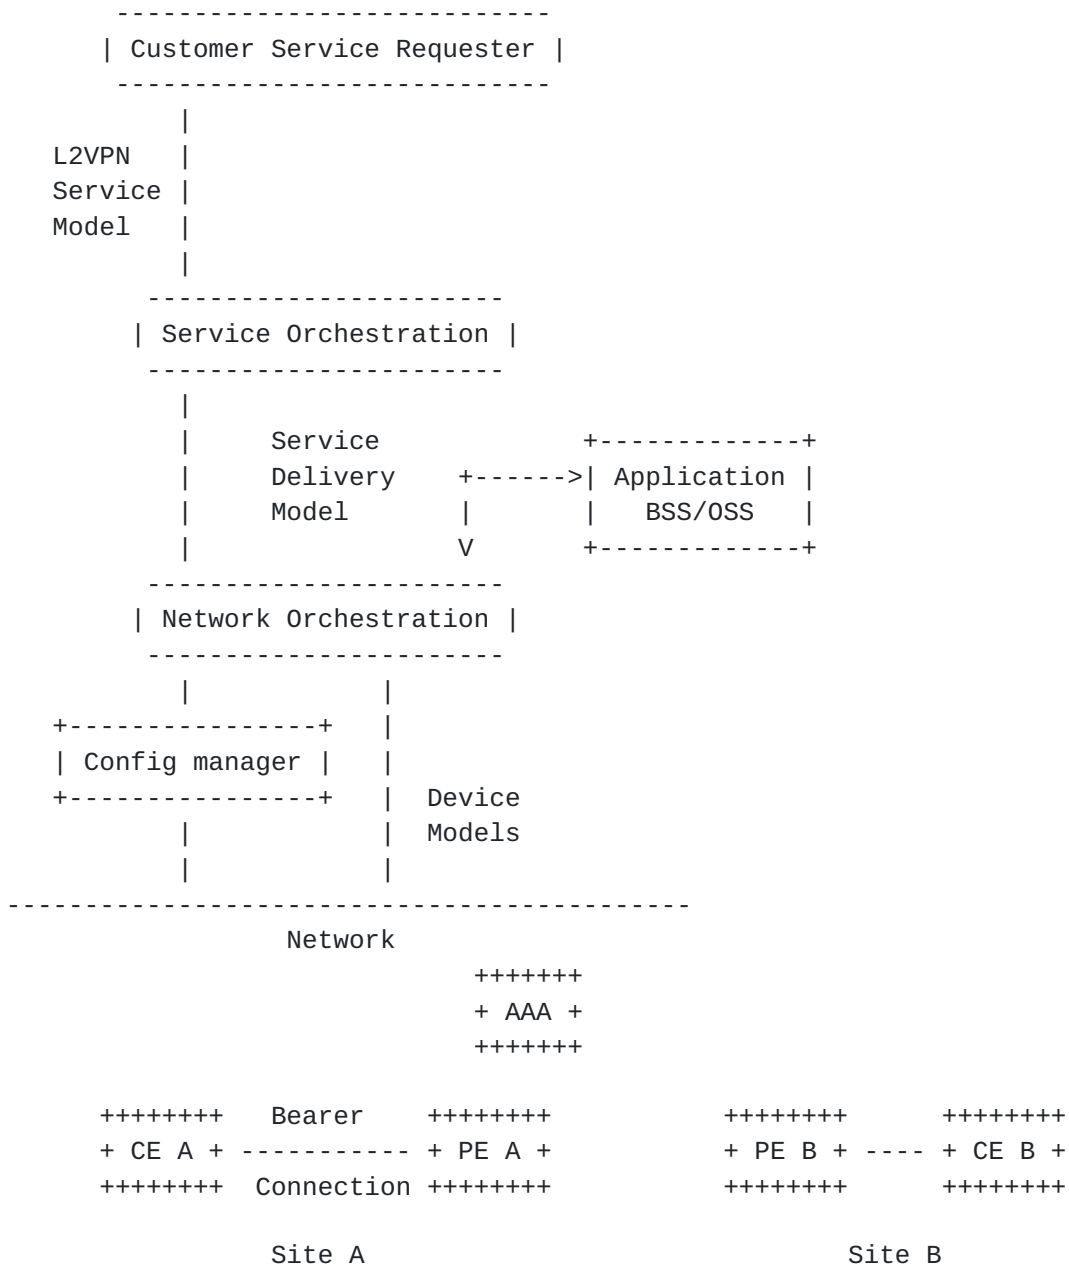 ----------------------------
| Customer Service Requester |
----------------------------
|
L2VPN |
Service |
Model |
|
-----------------------
| Service Orchestration |
-----------------------
|
| Service +-------------+
| Delivery +------>| Application |
| Model | | BSS/OSS |
| V +-------------+
-----------------------
| Network Orchestration |
-----------------------
| |
+----------------+ |
| Config manager | |
+----------------+ | Device
| | Models
| |
--------------------------------------------
Network
+++++++
+ AAA +
+++++++
++++++++ Bearer ++++++++ ++++++++ ++++++++
+ CE A + ----------- + PE A + + PE B + ---- + CE B +
++++++++ Connection ++++++++ ++++++++ ++++++++
Site A Site B